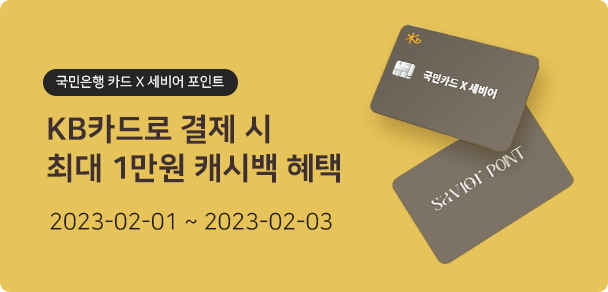 국민은행 카드 X 세비어 포인트
KB카드로 결제 시
최대 1만원 캐시백 혜택
2023-02-01 ~ 2023-02-03
Kb
국민카드 X 세비어
SAVIOR POINT